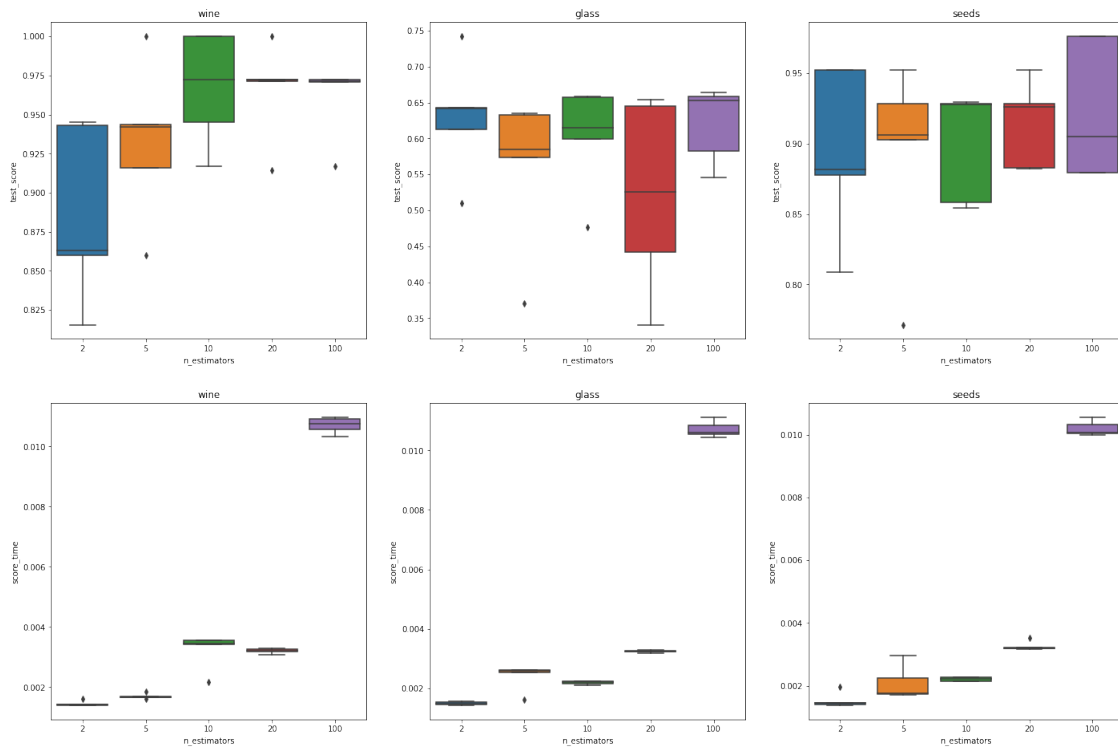 wine
1.000
0.975
0.950
0.925
0.900
0.875
0.850
0.825
test_score
2 5 10 20 100
n_estimators
glass
0.75
0.70
0.65
0.60
0.55
0.50
0.45
0.40
0.35
test_score
2 5 10 20 100
n_estimators
seeds
0.95
0.90
0.85
0.80
test_score
2 5 10 20 100
n_estimators
wine
0.010
0.008
0.006
0.004
0.002
score_time
2 5 10 20 100
n_estimators
glass
0.010
0.008
0.006
0.004
0.002
score_time
2 5 10 20 100
n_estimators
seeds
0.010
0.008
0.006
0.004
0.002
score_time
2 5 10 20 100
n_estimators